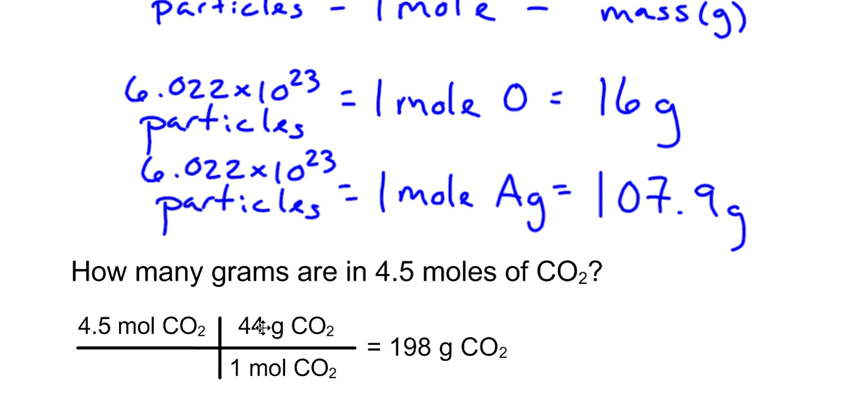 particles - 1 mole - mass(g)
6.022×10²³ = 1 mole O = 16 g
particles
6.022×10²³
particles = 1 mole Ag = 107.9g
How many grams are in 4.5 moles of CO₂?
4.5 mol CO₂ | 44 g CO₂
1 mol CO₂
= 198 g CO₂